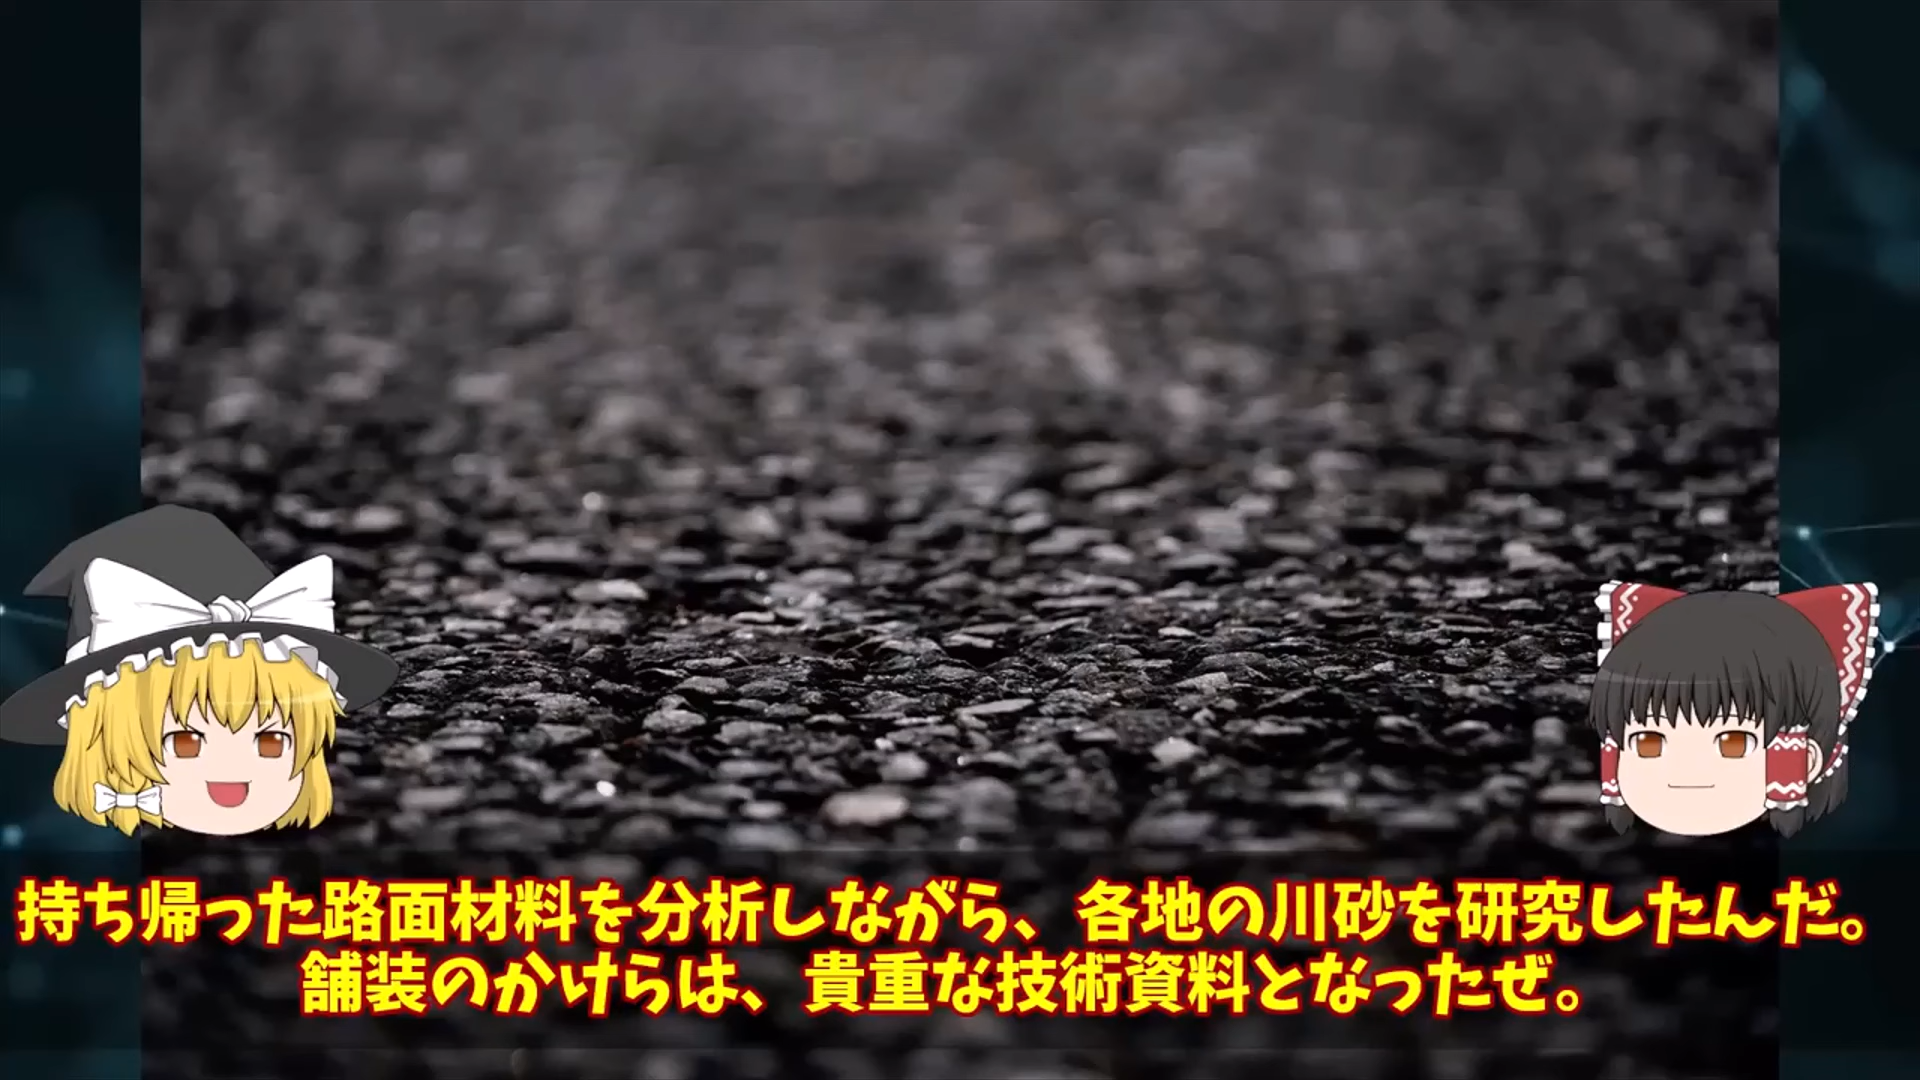 持ち帰った路面材料を分析しながら、各地の川砂を研究したんだ。
舗装のかけらは、貴重な技術資料となったぜ。